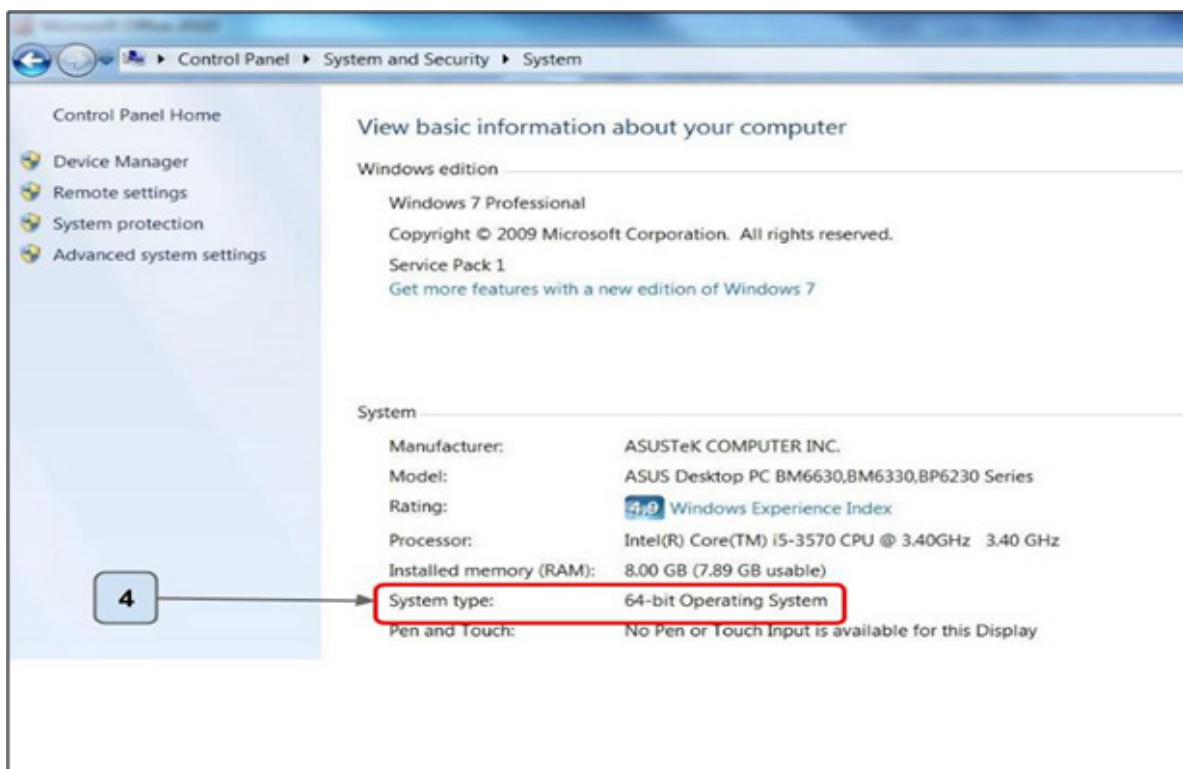 Microsoft Office 2010
Control Panel ▸ System and Security ▸ System
Control Panel Home
Device Manager
Remote settings
System protection
Advanced system settings
View basic information about your computer
Windows edition
Windows 7 Professional
Copyright © 2009 Microsoft Corporation. All rights reserved.
Service Pack 1
Get more features with a new edition of Windows 7
System
Manufacturer: ASUSTeK COMPUTER INC.
Model: ASUS Desktop PC BM6630,BM6330,BP6230 Series
Rating: 4,9 Windows Experience Index
Processor: Intel(R) Core(TM) i5-3570 CPU @ 3.40GHz 3.40 GHz
Installed memory (RAM): 8.00 GB (7.89 GB usable)
4
System type: 64-bit Operating System
Pen and Touch: No Pen or Touch Input is available for this Display